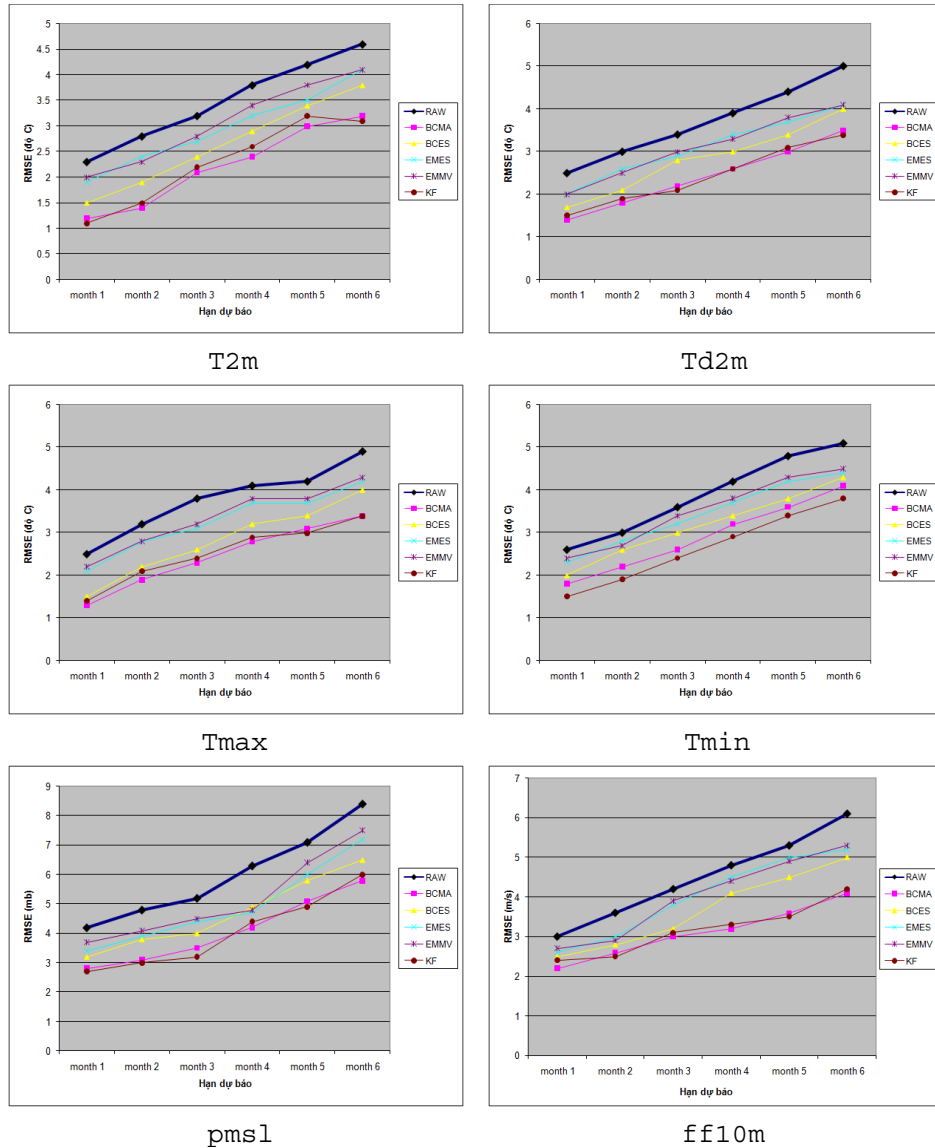 5
4.5
4
3.5
3
2.5
2
1.5
1
0.5
0
RMSE (độ C)
month 1 month 2 month 3 month 4 month 5 month 6
Hạn dự báo
RAW
BCMA
BCES
EMES
EMMV
KF
T2m
6
5
4
3
2
1
0
RMSE (độ C)
month 1 month 2 month 3 month 4 month 5 month 6
Hạn dự báo
RAW
BCMA
BCES
EMES
EMMV
KF
Td2m
6
5
4
3
2
1
0
RMSE (độ C)
month 1 month 2 month 3 month 4 month 5 month 6
Hạn dự báo
RAW
BCMA
BCES
EMES
EMMV
KF
Tmax
6
5
4
3
2
1
0
RMSE (độ C)
month 1 month 2 month 3 month 4 month 5 month 6
Hạn dự báo
RAW
BCMA
BCES
EMES
EMMV
KF
Tmin
9
8
7
6
5
4
3
2
1
0
RMSE (mb)
month 1 month 2 month 3 month 4 month 5 month 6
Hạn dự báo
RAW
BCMA
BCES
EMES
EMMV
KF
pmsl
7
6
5
4
3
2
1
0
RMSE (m/s)
month 1 month 2 month 3 month 4 month 5 month 6
Hạn dự báo
RAW
BCMA
BCES
EMES
EMMV
KF
ff10m